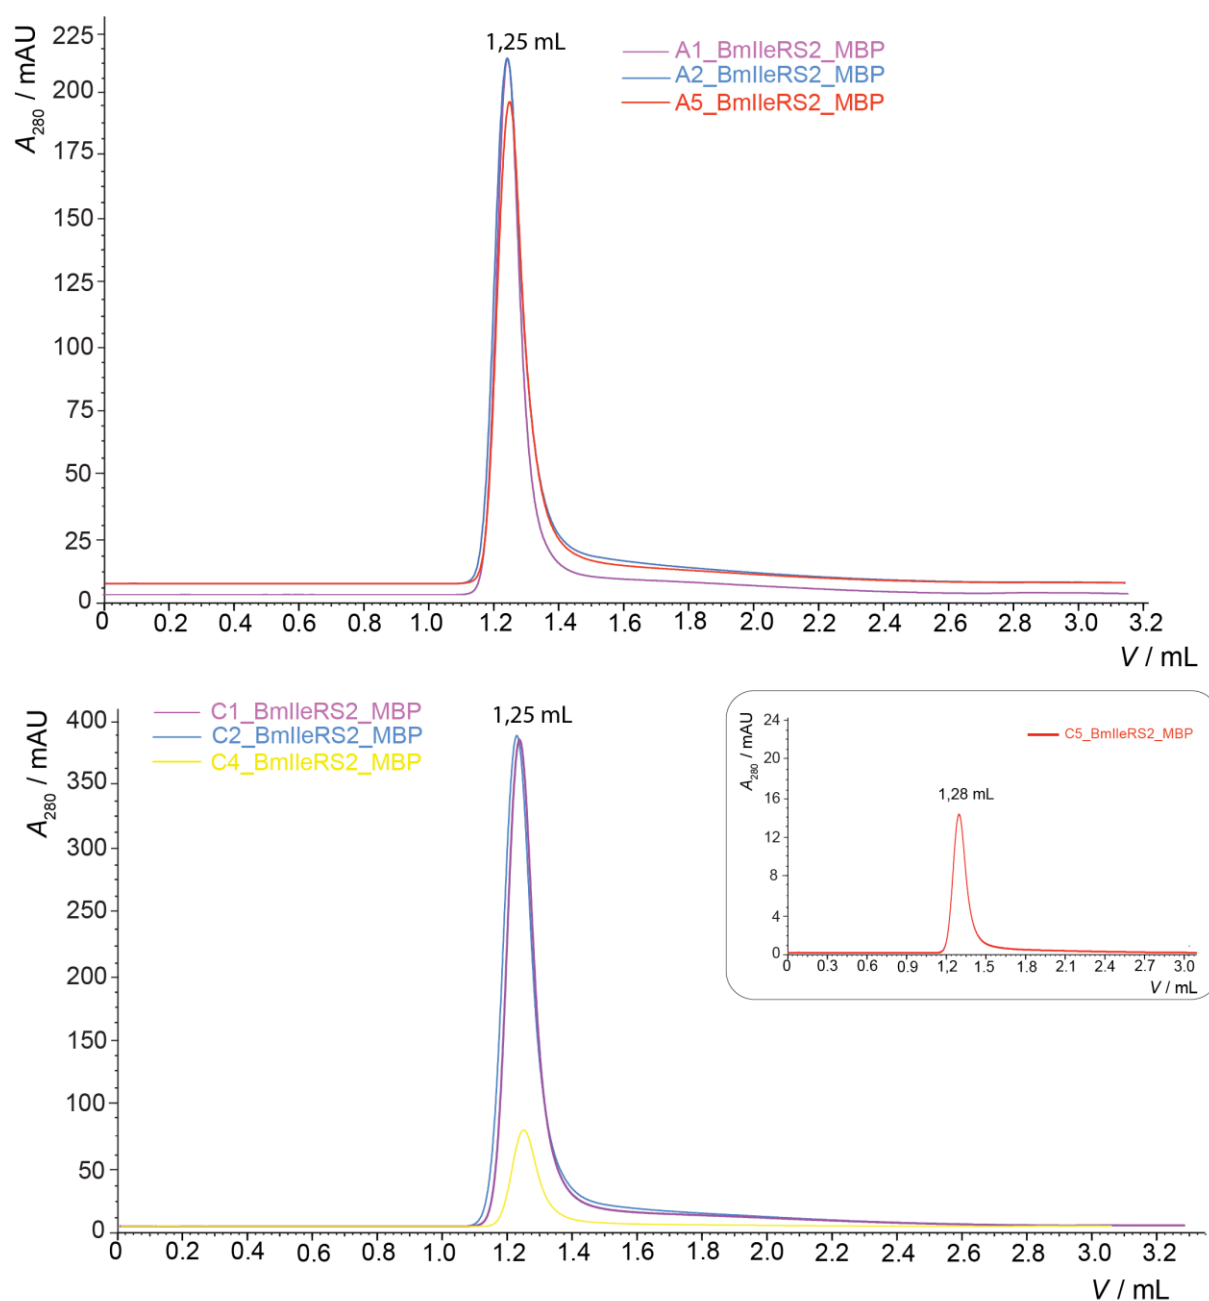 1,25 mL
A1_BmIleRS2_MBP
A2_BmIleRS2_MBP
A5_BmIleRS2_MBP
A280 / mAU
225
200
175
150
125
100
75
50
25
0
0 0.2 0.4 0.6 0.8 1.0 1.2 1.4 1.6 1.8 2.0 2.2 2.4 2.6 2.8 3.0 3.2
V / mL
C1_BmIleRS2_MBP
C2_BmIleRS2_MBP
C4_BmIleRS2_MBP
1,25 mL
A280 / mAU
400
350
300
250
200
150
100
50
0
0 0.2 0.4 0.6 0.8 1.0 1.2 1.4 1.6 1.8 2.0 2.2 2.4 2.6 2.8 3.0 3.2
V / mL
C5_BmIleRS2_MBP
1,28 mL
A280 / mAU
24
20
16
12
8
4
0
0 0.3 0.6 0.9 1,2 1.5 1.8 2.1 2.4 2.7 3.0
V / mL